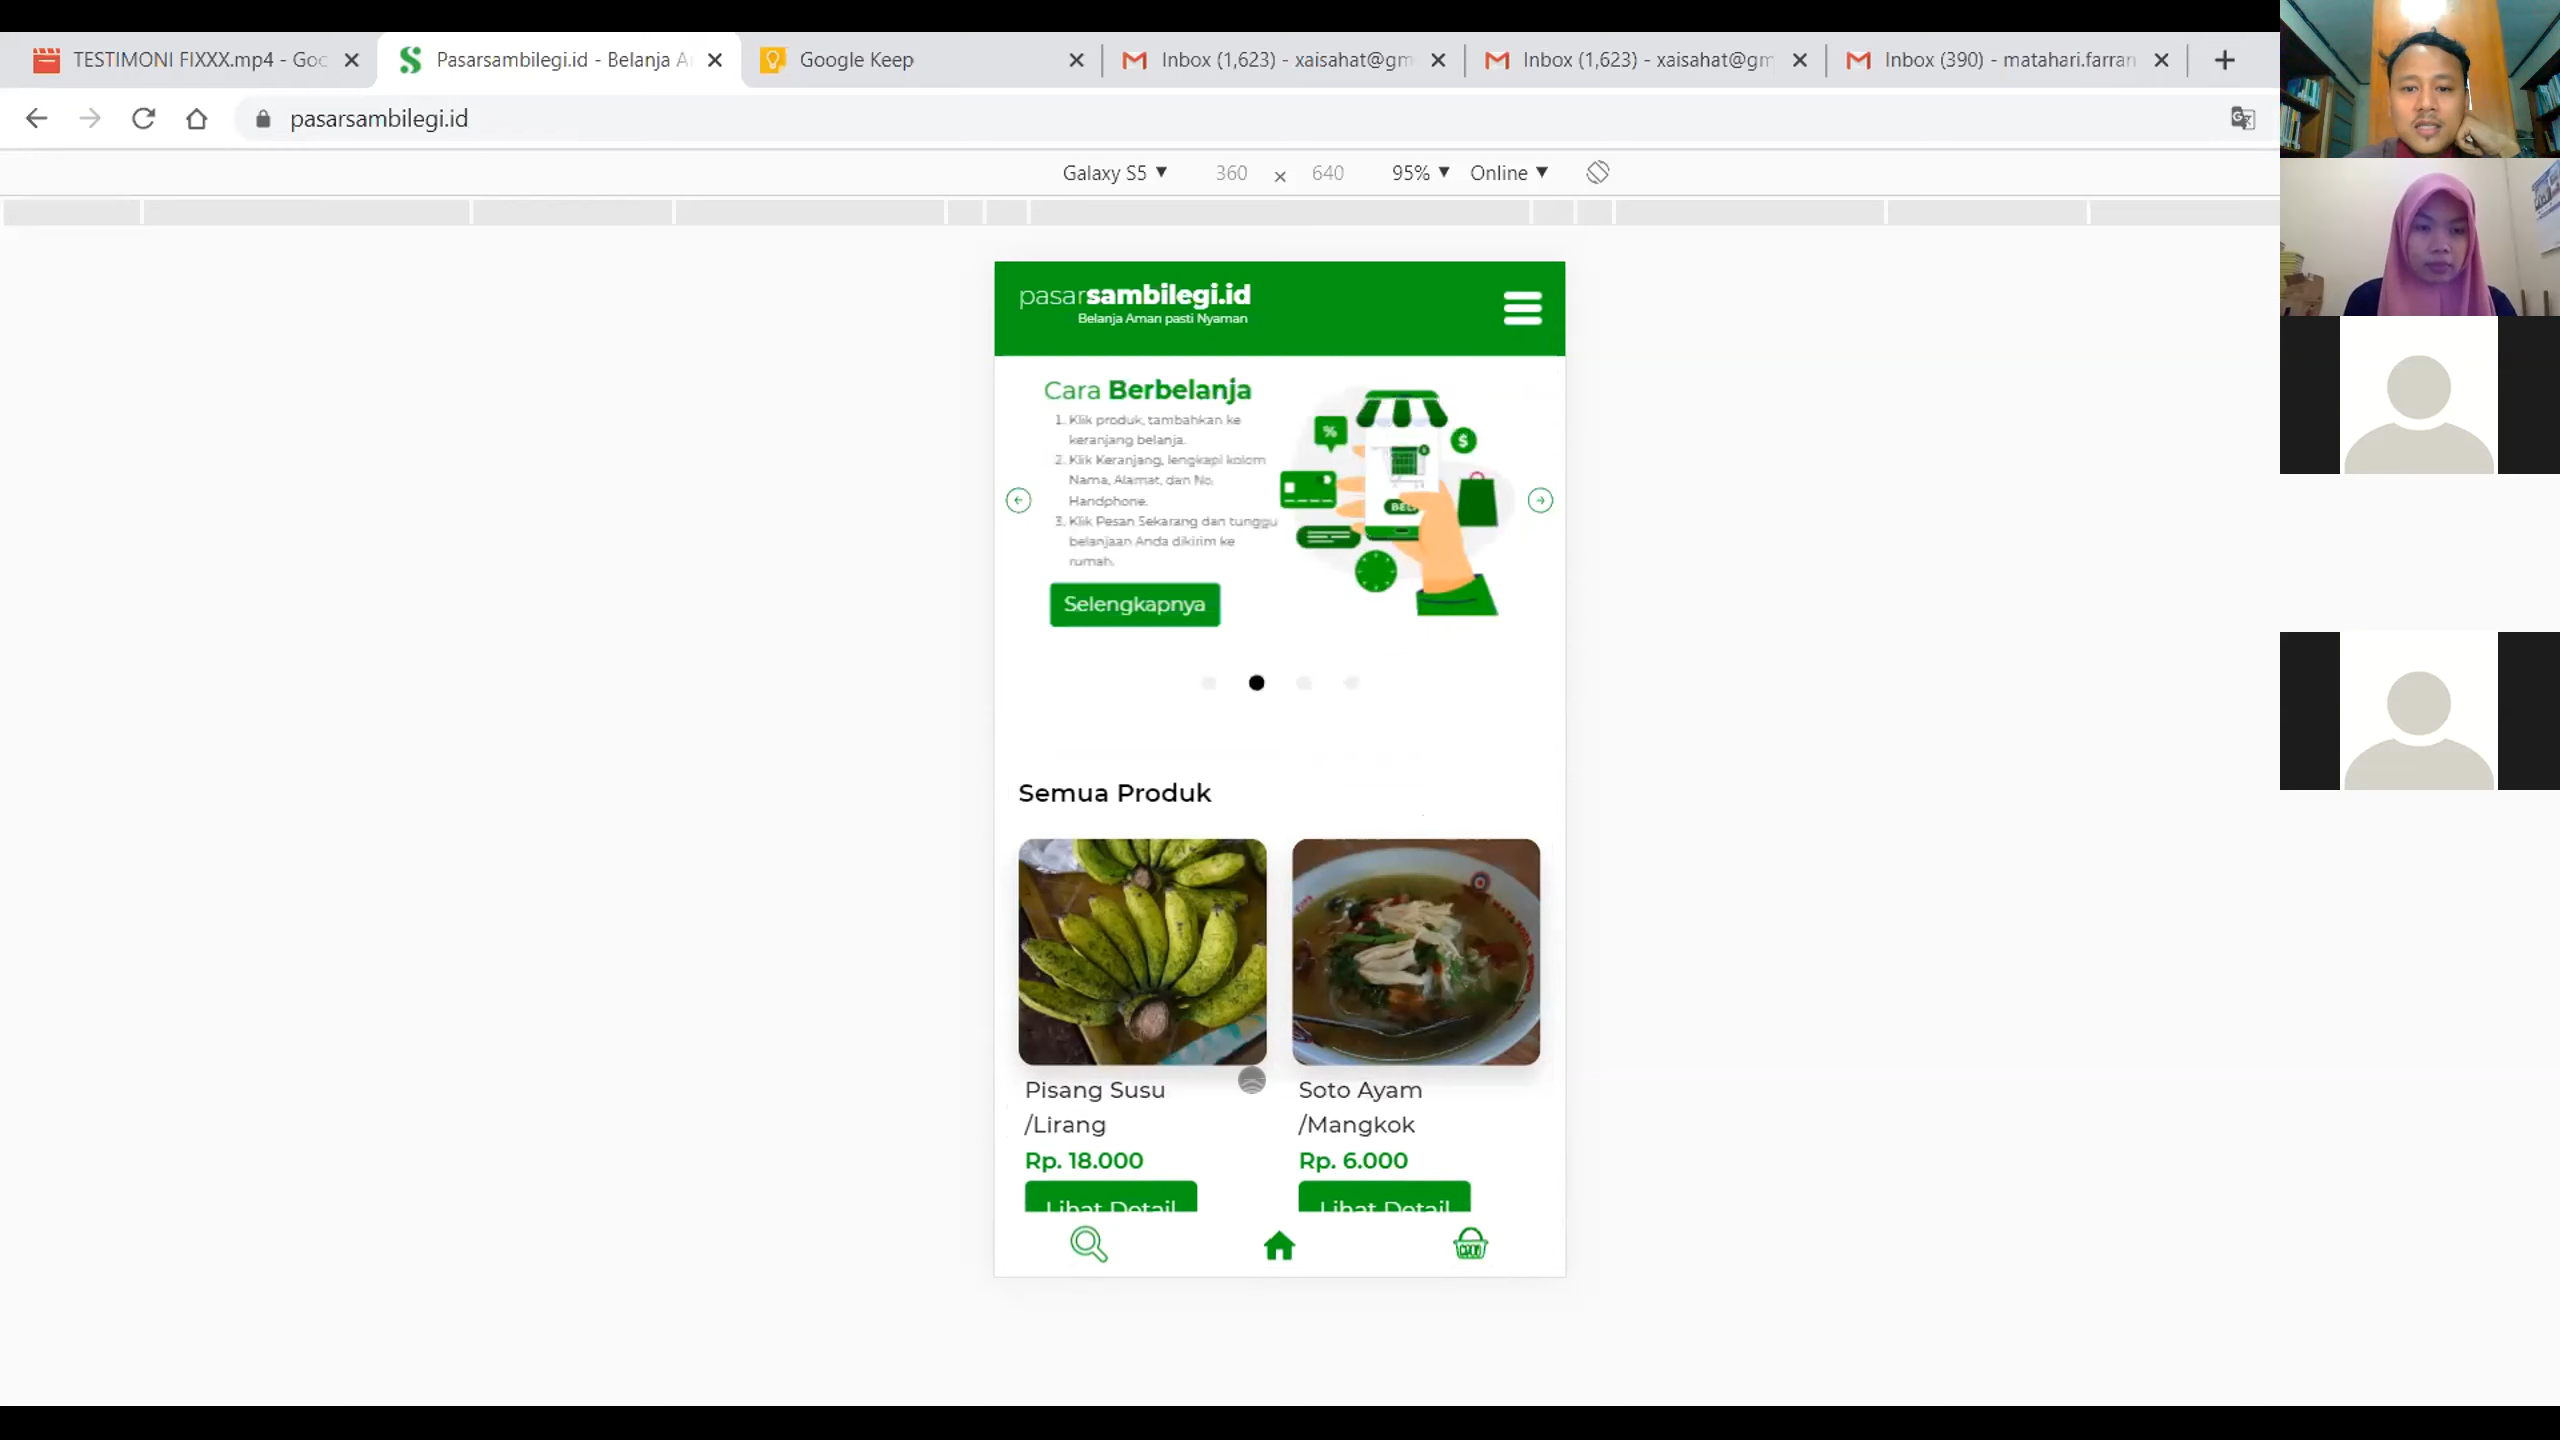 TESTIMONI FIXXX.mp4 - Goo
Pasarsambilegi.id - Belanja A
Google Keep
Inbox (1,623) - xaisahat@gm
Inbox (1,623) - xaisahat@gm
Inbox (390) - matahari.farran
pasarsambilegi.id
Galaxy S5 360 × 640 95% Online
pasarsambilegi.id
Belanja Aman pasti Nyaman
Cara Berbelanja
1. Klik produk, tambahkan ke
keranjang belanja.
2. Klik Keranjang, lengkapi kolom
Nama, Alamat, dan No.
Handphone.
3. Klik Pesan Sekarang dan tunggu
belanjaan Anda dikirim ke
rumah.
Selengkapnya
%
$
Semua Produk
Pisang Susu
/Lirang
Rp. 18.000
Lihat Detail
Soto Ayam
/Mangkok
Rp. 6.000
Lihat Detail